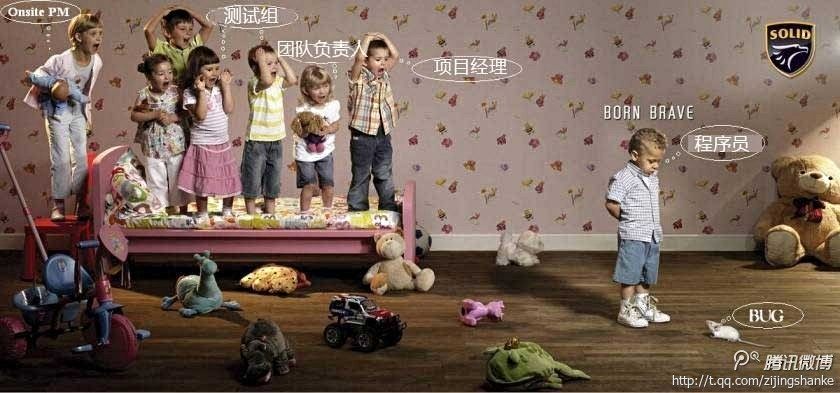 Onsite PM
测试组
团队负责人
项目经理
SOLID
BORN BRAVE
程序员
BUG
腾讯微博
http://t.qq.com/zijingshanke